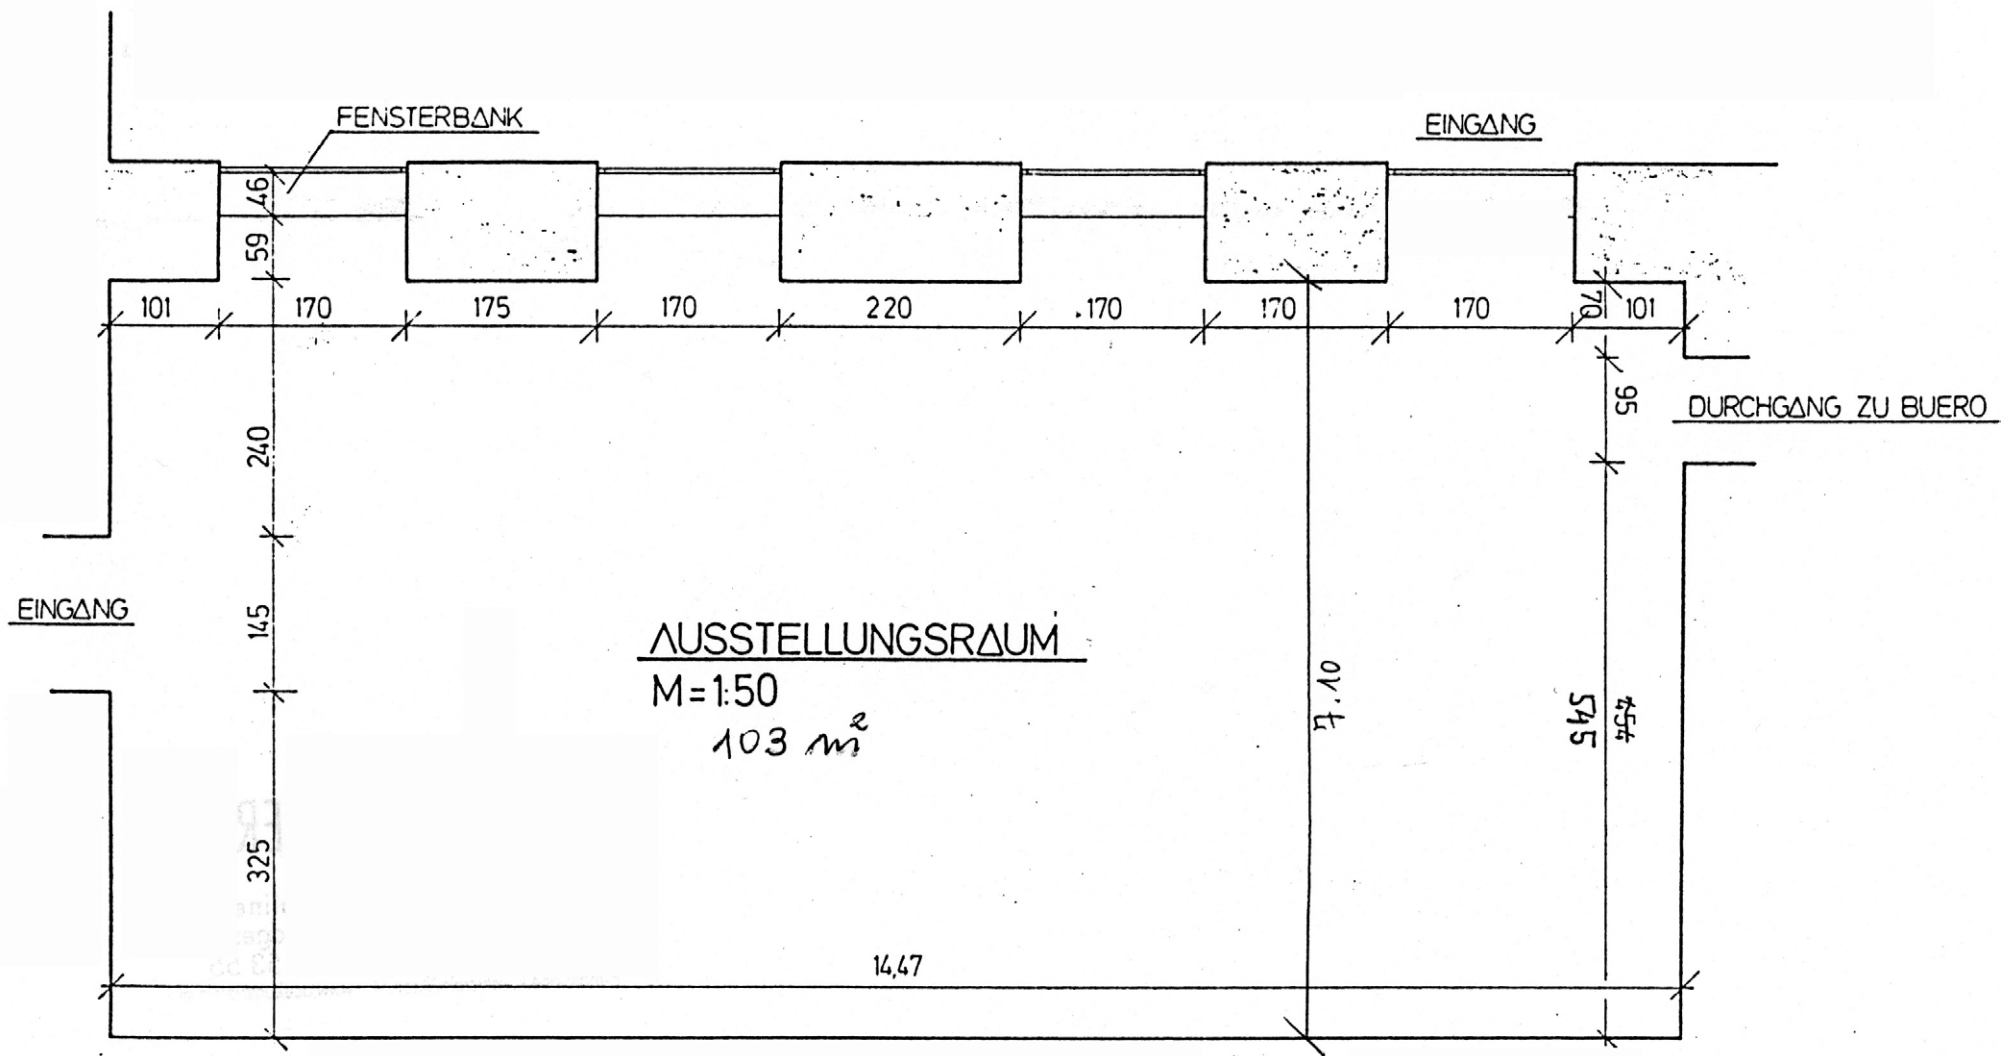 FENSTERBANK
EINGANG
46
59
101 170 175 170 220 170 170 170 70 101
95
DURCHGANG ZU BUERO
240
EINGANG
145
AUSSTELLUNGSRAUM
M=1:50
103 m²
7.10
454
545
325
14,47